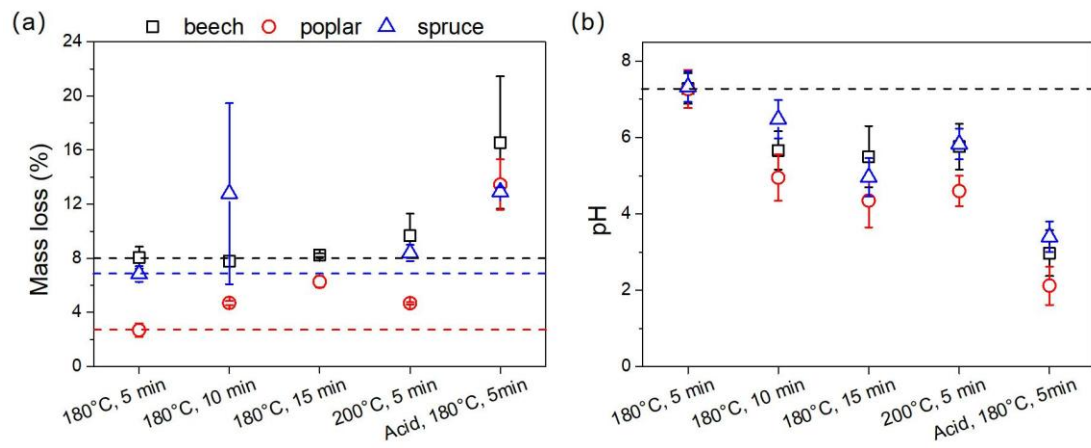 (a)
beech poplar spruce
Mass loss (%)
24
20
16
12
8
4
0
180°C, 5 min
180°C, 10 min
180°C, 15 min
200°C, 5 min
Acid, 180°C, 5min
(b)
pH
8
6
4
2
0
180°C, 5 min
180°C, 10 min
180°C, 15 min
200°C, 5 min
Acid, 180°C, 5min